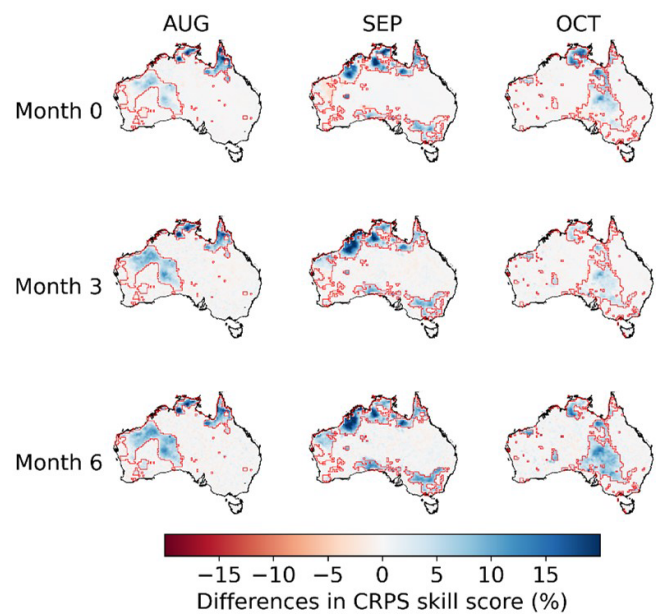 AUG SEP OCT
Month 0
Month 3
Month 6
−15 −10 −5 0 5 10 15
Differences in CRPS skill score (%)